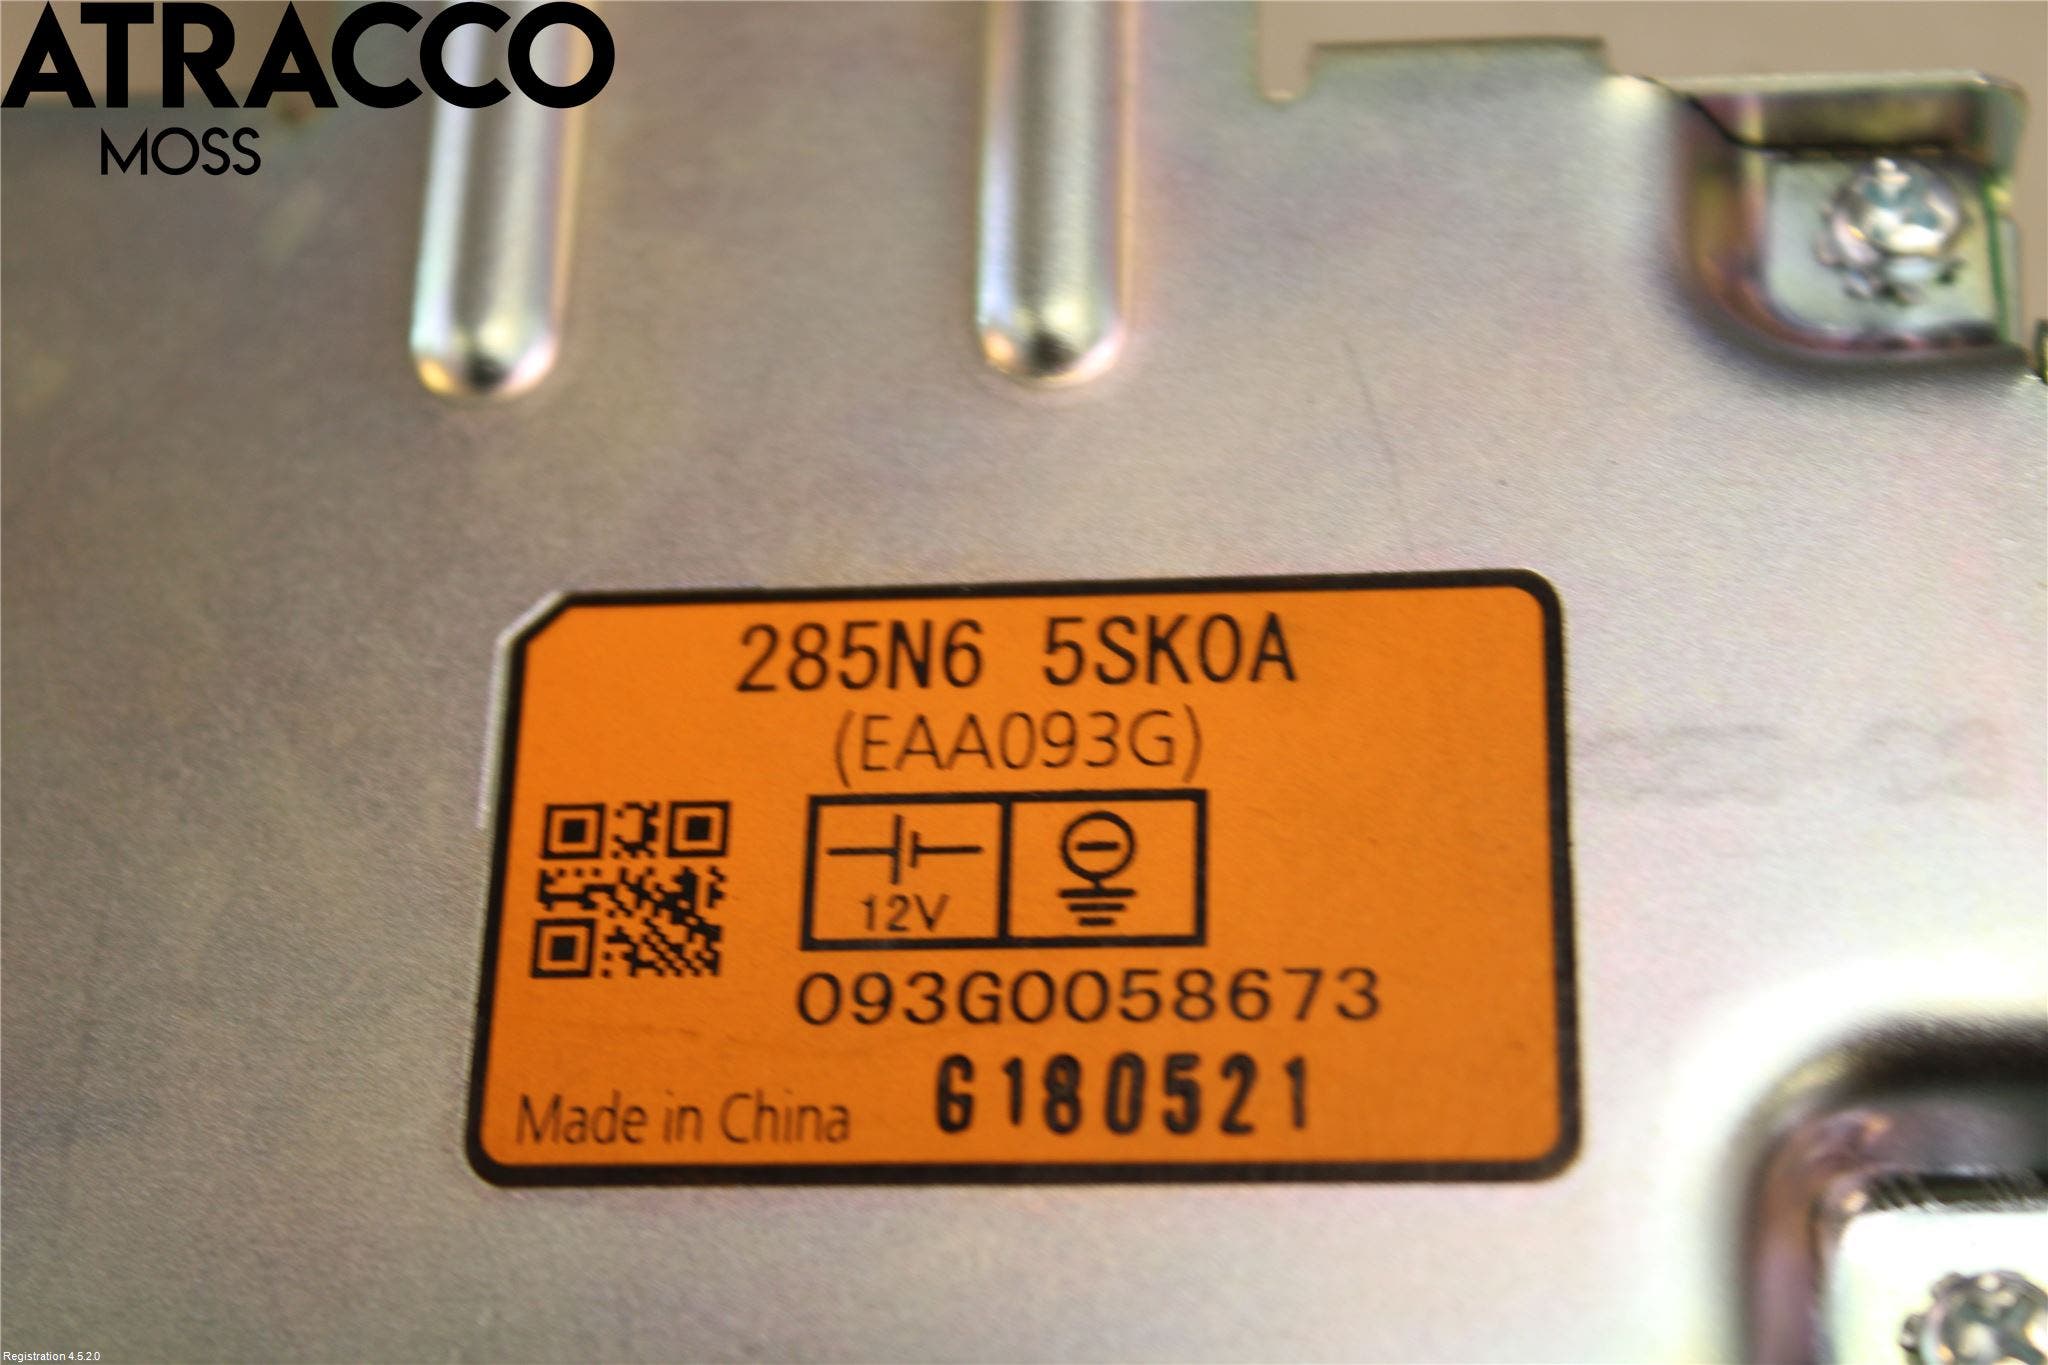 ATRACCO
MOSS
285N6 5SK0A
(EAA093G)
12V
093G0058673
Made in China G180521
Registration 4.5.2.0